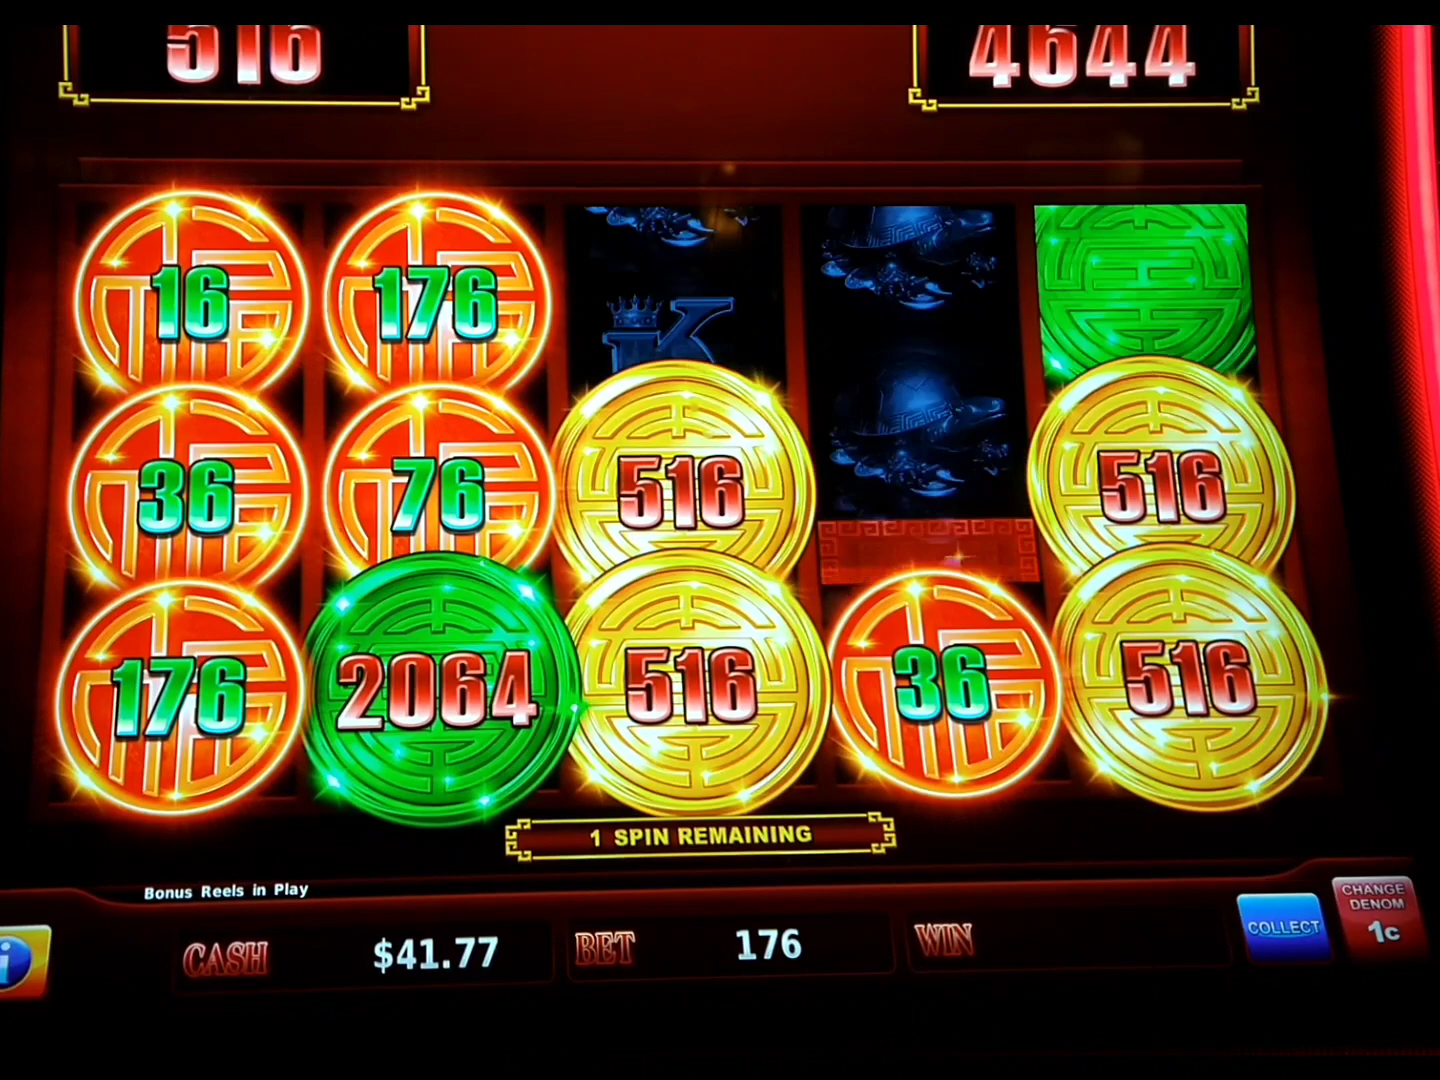 516
4644
16
176
K
36
76
516
516
176
2064
516
36
516
1 SPIN REMAINING
Bonus Reels in Play
CASH $41.77
BET 176
WIN
COLLECT
CHANGE
DENOM
1c
i